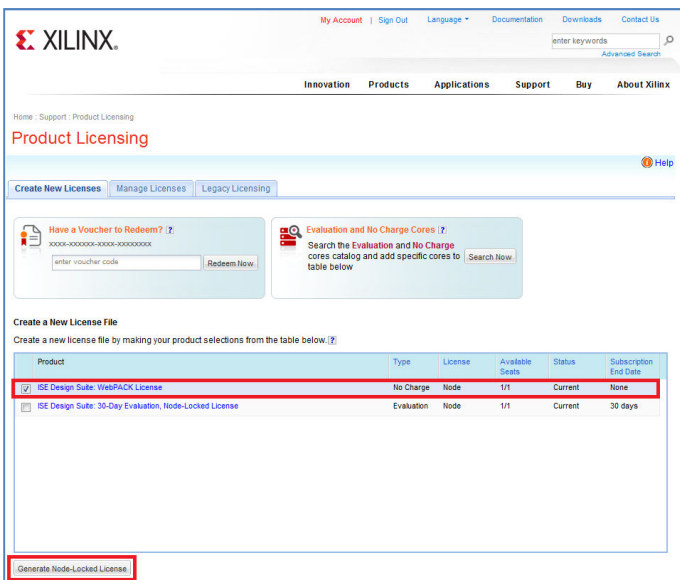 My Account | Sign Out Language Documentation Downloads Contact Us
XILINX.
enter keywords
Advanced Search
Innovation Products Applications Support Buy About Xilinx
Home : Support : Product Licensing
Product Licensing
Help
Create New Licenses Manage Licenses Legacy Licensing
Have a Voucher to Redeem? ?
xxxx-xxxxxx-xxxx-xxxxxxxx
enter voucher code Redeem Now
Evaluation and No Charge Cores ?
Search the Evaluation and No Charge
cores catalog and add specific cores to
table below
Search Now
Create a New License File
Create a new license file by making your product selections from the table below. ?
Product Type License Available Seats Status Subscription End Date
ISE Design Suite: WebPACK License No Charge Node 1/1 Current None
ISE Design Suite: 30-Day Evaluation, Node-Locked License Evaluation Node 1/1 Current 30 days
Generate Node-Locked License